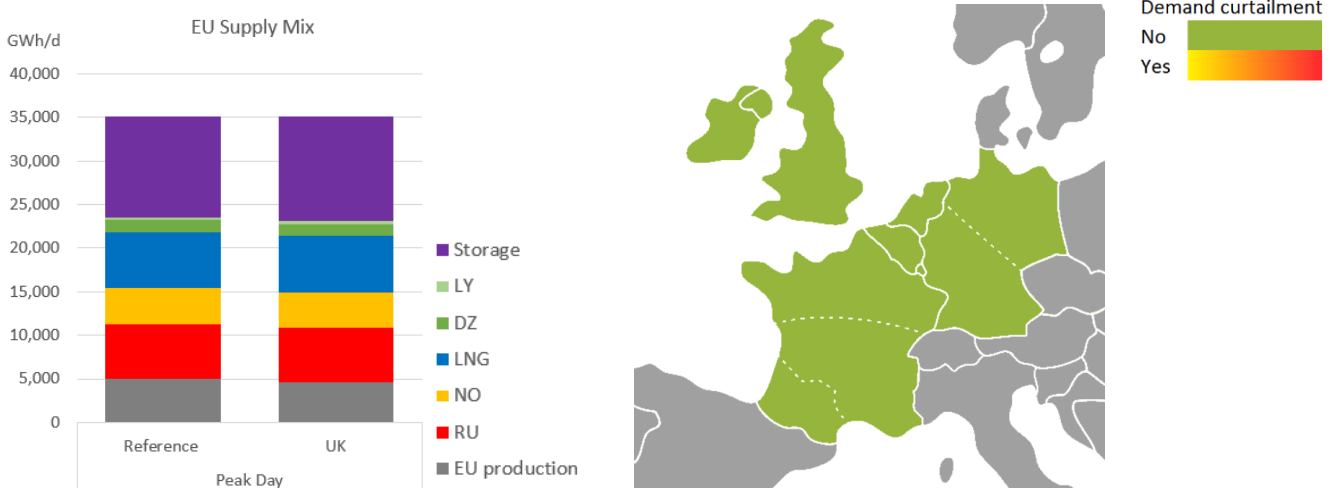 EU Supply Mix
GWh/d
40,000
35,000
30,000
25,000
20,000
15,000
10,000
5,000
0
Reference
UK
Peak Day
Storage
LY
DZ
LNG
NO
RU
EU production
Demand curtailment
No
Yes